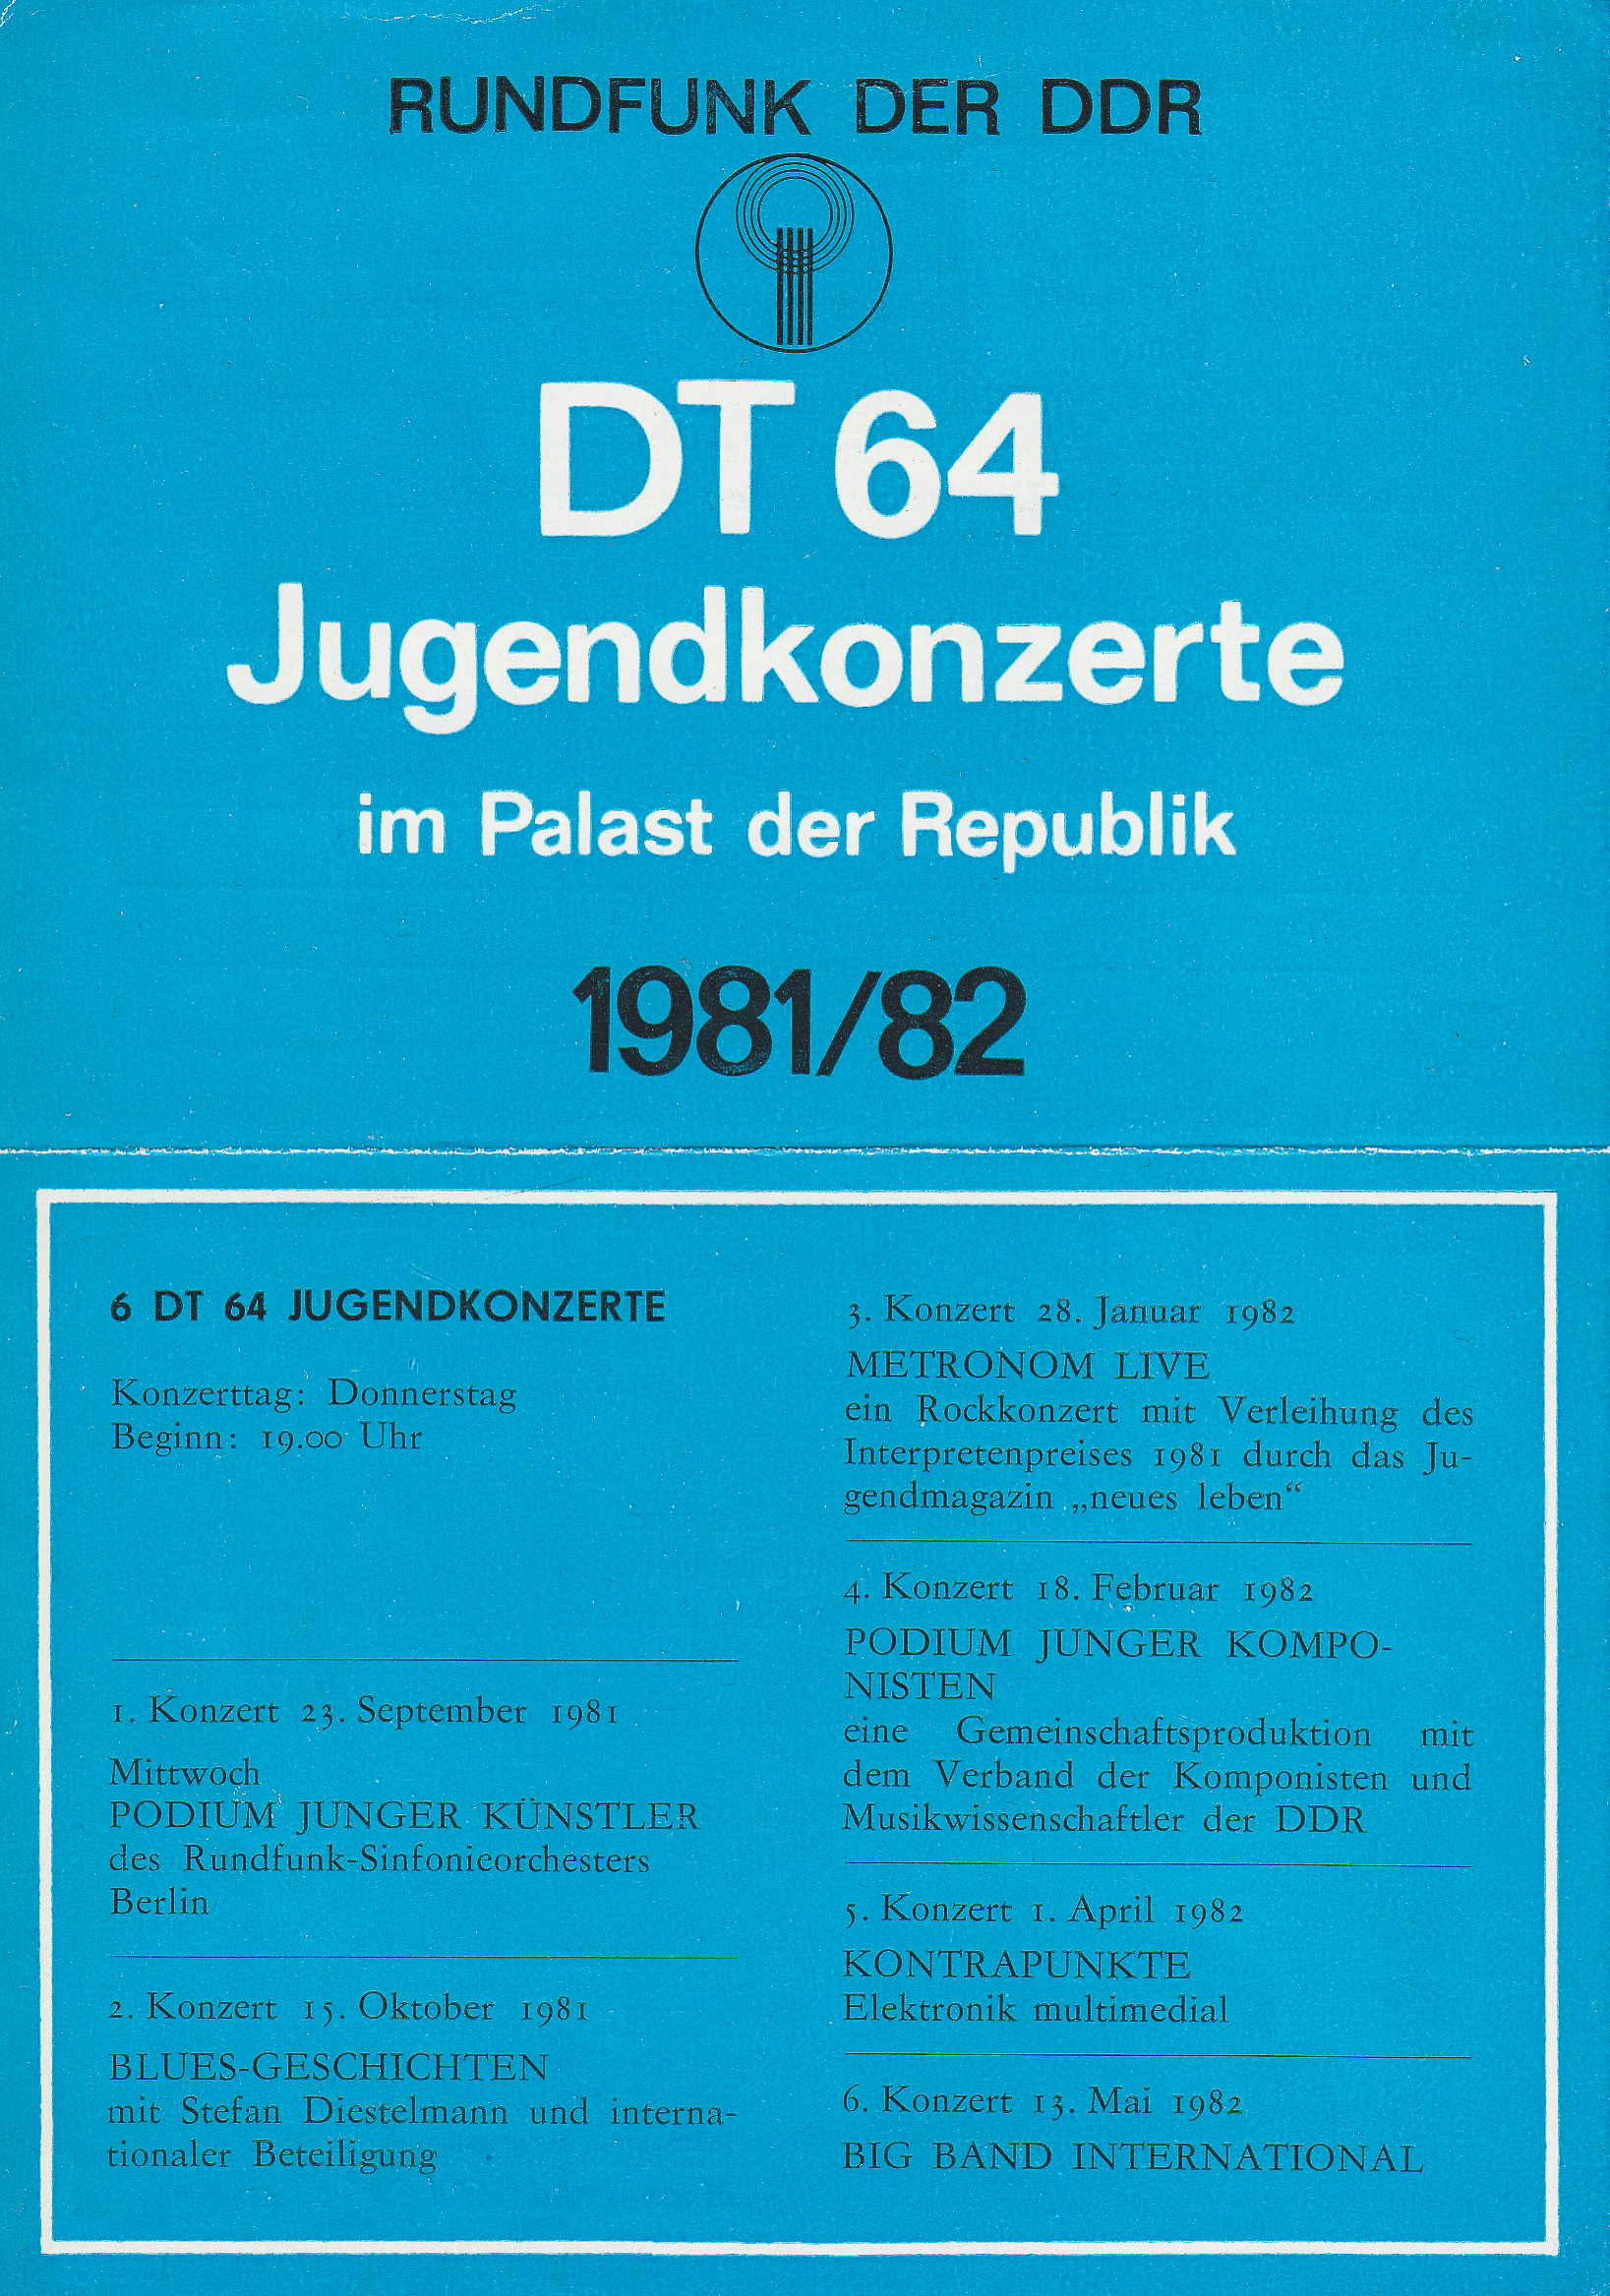 RUNDFUNK DER DDR
DT 64
Jugendkonzerte
im Palast der Republik
1981/82
6 DT 64 JUGENDKONZERTE
Konzerttag: Donnerstag
Beginn: 19.00 Uhr
1. Konzert 23. September 1981
Mittwoch
PODIUM JUNGER KÜNSTLER
des Rundfunk-Sinfonieorchesters
Berlin
2. Konzert 15. Oktober 1981
BLUES-GESCHICHTEN
mit Stefan Diestelmann und interna-
tionaler Beteiligung
3. Konzert 28. Januar 1982
METRONOM LIVE
ein Rockkonzert mit Verleihung des
Interpretenpreises 1981 durch das Ju-
gendmagazin „neues leben“
4. Konzert 18. Februar 1982
PODIUM JUNGER KOMPO-
NISTEN
eine Gemeinschaftsproduktion mit
dem Verband der Komponisten und
Musikwissenschaftler der DDR
5. Konzert 1. April 1982
KONTRAPUNKTE
Elektronik multimedial
6. Konzert 13. Mai 1982
BIG BAND INTERNATIONAL